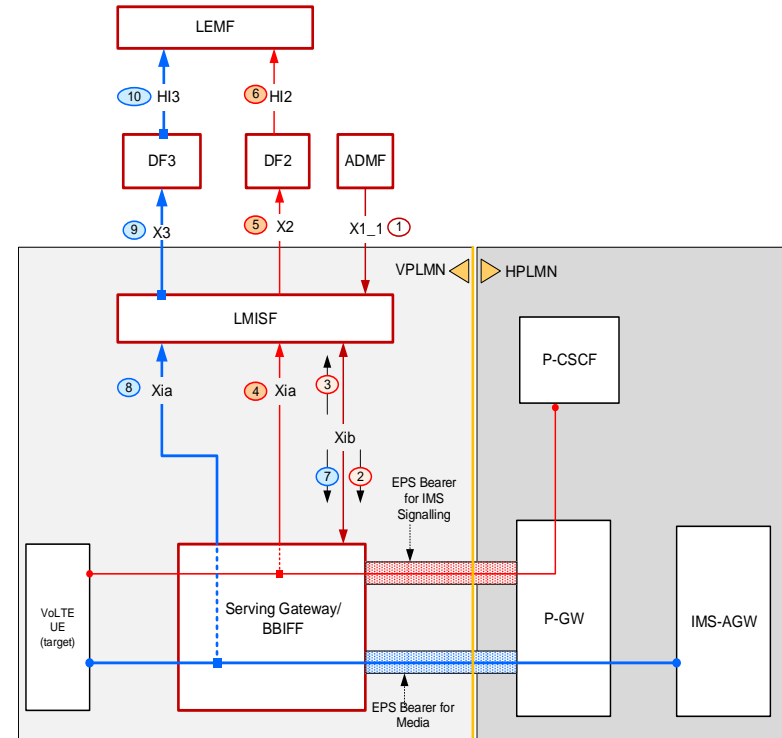 LEMF
10 HI3
6 HI2
DF3
DF2
ADMF
9 X3
5 X2
X1_1 1
VPLMN
HPLMN
LMISF
P-CSCF
8 Xia
4 Xia
3
Xib
7
2
EPS Bearer
for IMS
Signalling
VoLTE
UE
(target)
Serving Gateway/
BBIFF
P-GW
IMS-AGW
EPS Bearer for
Media